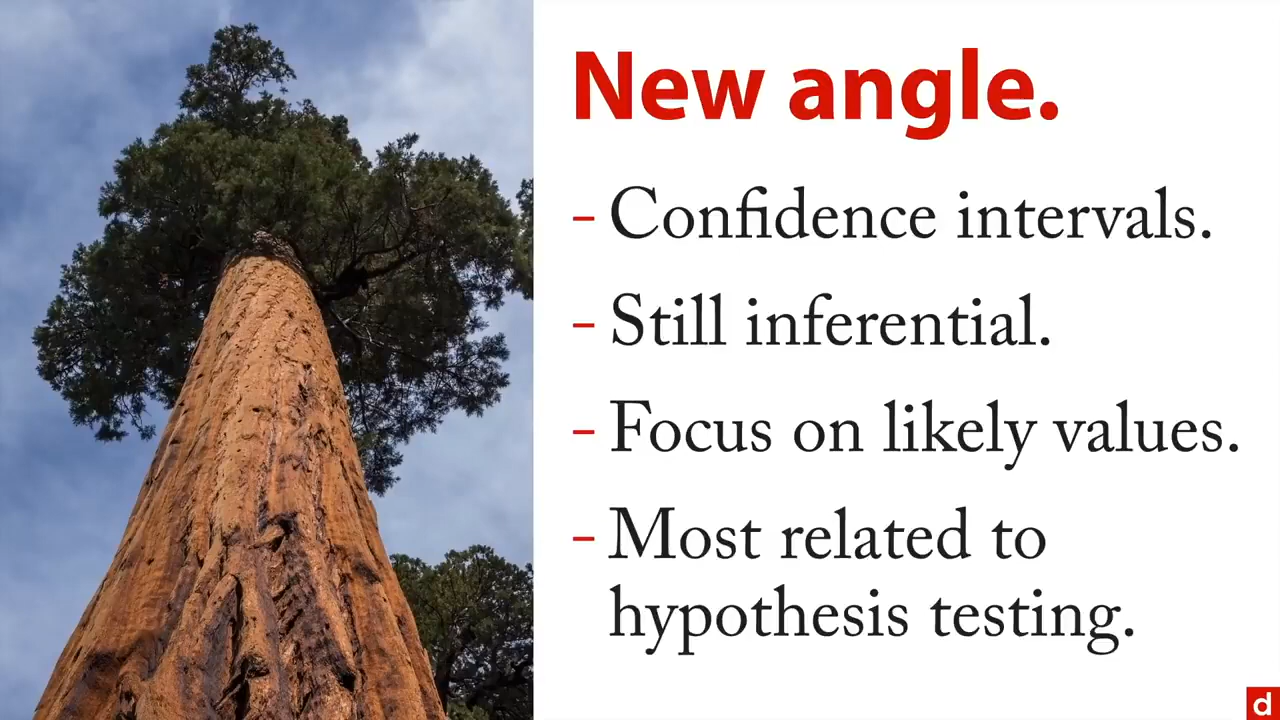 New angle.
- Confidence intervals.
- Still inferential.
- Focus on likely values.
- Most related to
hypothesis testing.
d